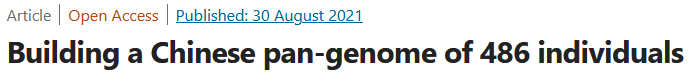 Article | Open Access | Published: 30 August 2021
Building a Chinese pan-genome of 486 individuals